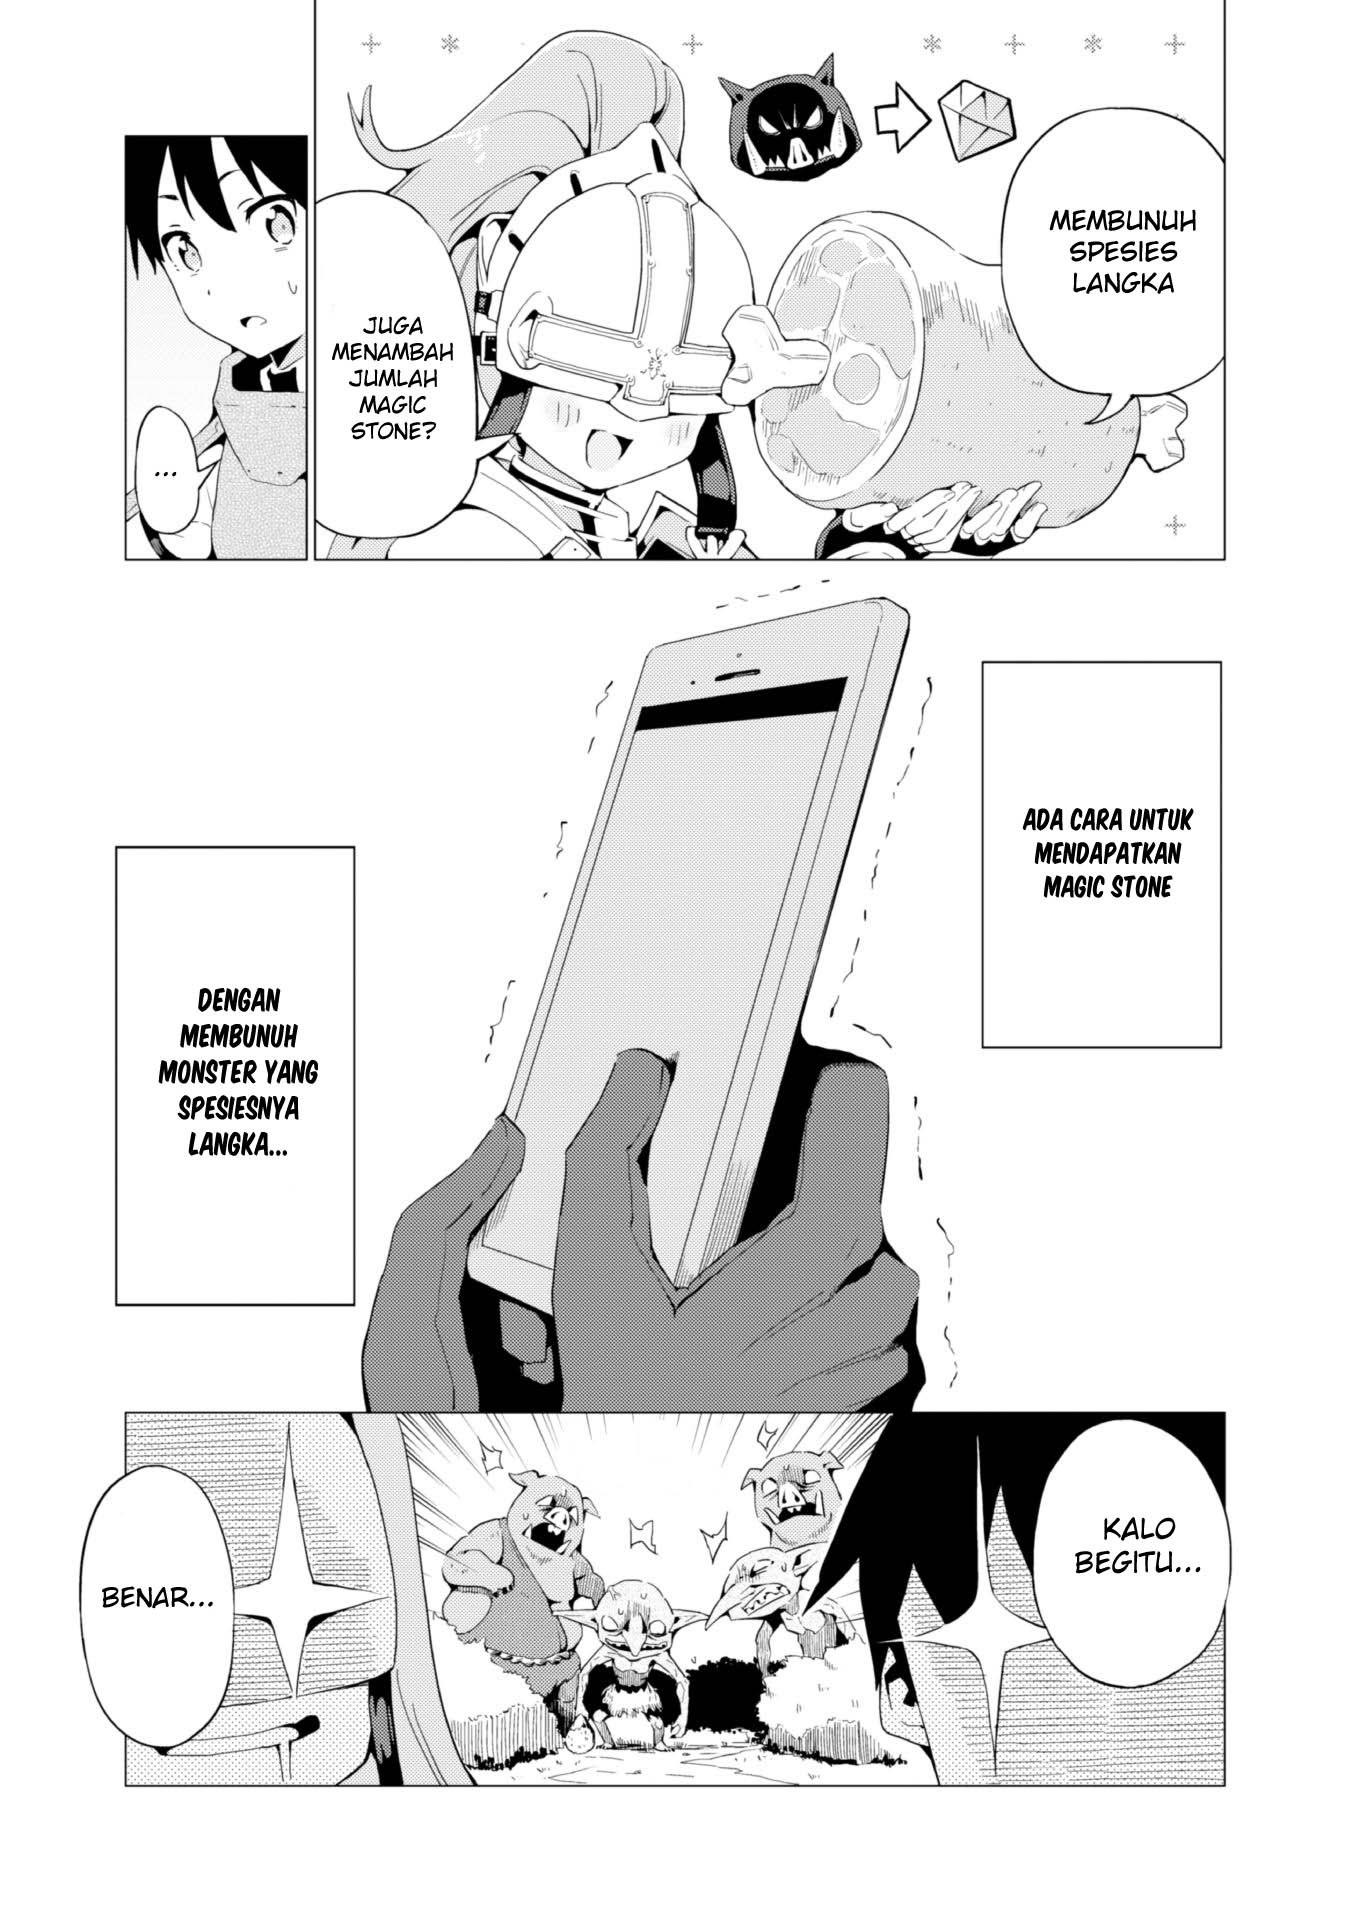 MEMBUNUH
SPESIES
LANGKA
JUGA
MENAMBAH
JUMLAH
MAGIC
STONE?
...
ADA CARA UNTUK
MENDAPATKAN
MAGIC STONE
DENGAN
MEMBUNUH
MONSTER YANG
SPESIESNYA
LANGKA...
KALO
BEGITU...
BENAR...